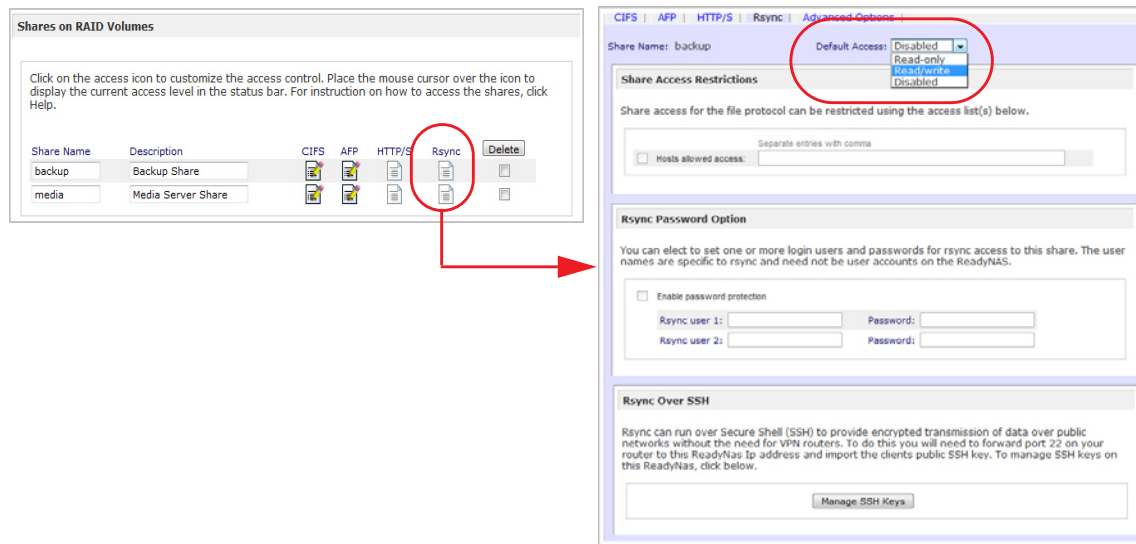 Shares on RAID Volumes
Click on the access icon to customize the access control. Place the mouse cursor over the icon to
display the current access level in the status bar. For instruction on how to access the shares, click
Help.
Share Name Description CIFS AFP HTTP/S Rsync Delete
backup Backup Share
media Media Server Share
CIFS | AFP | HTTP/S | Rsync | Advanced Options |
Share Name: backup Default Access: Disabled
Read-only
Read/write
Disabled
Share Access Restrictions
Share access for the file protocol can be restricted using the access list(s) below.
Separate entries with comma
Hosts allowed access:
Rsync Password Option
You can elect to set one or more login users and passwords for rsync access to this share. The user
names are specific to rsync and need not be user accounts on the ReadyNAS.
Enable password protection
Rsync user 1: Password:
Rsync user 2: Password:
Rsync Over SSH
Rsync can run over Secure Shell (SSH) to provide encrypted transmission of data over public
networks without the need for VPN routers. To do this you will need to forward port 22 on your
router to this ReadyNas Ip address and import the clients public SSH key. To manage SSH keys on
this ReadyNas, click below.
Manage SSH Keys